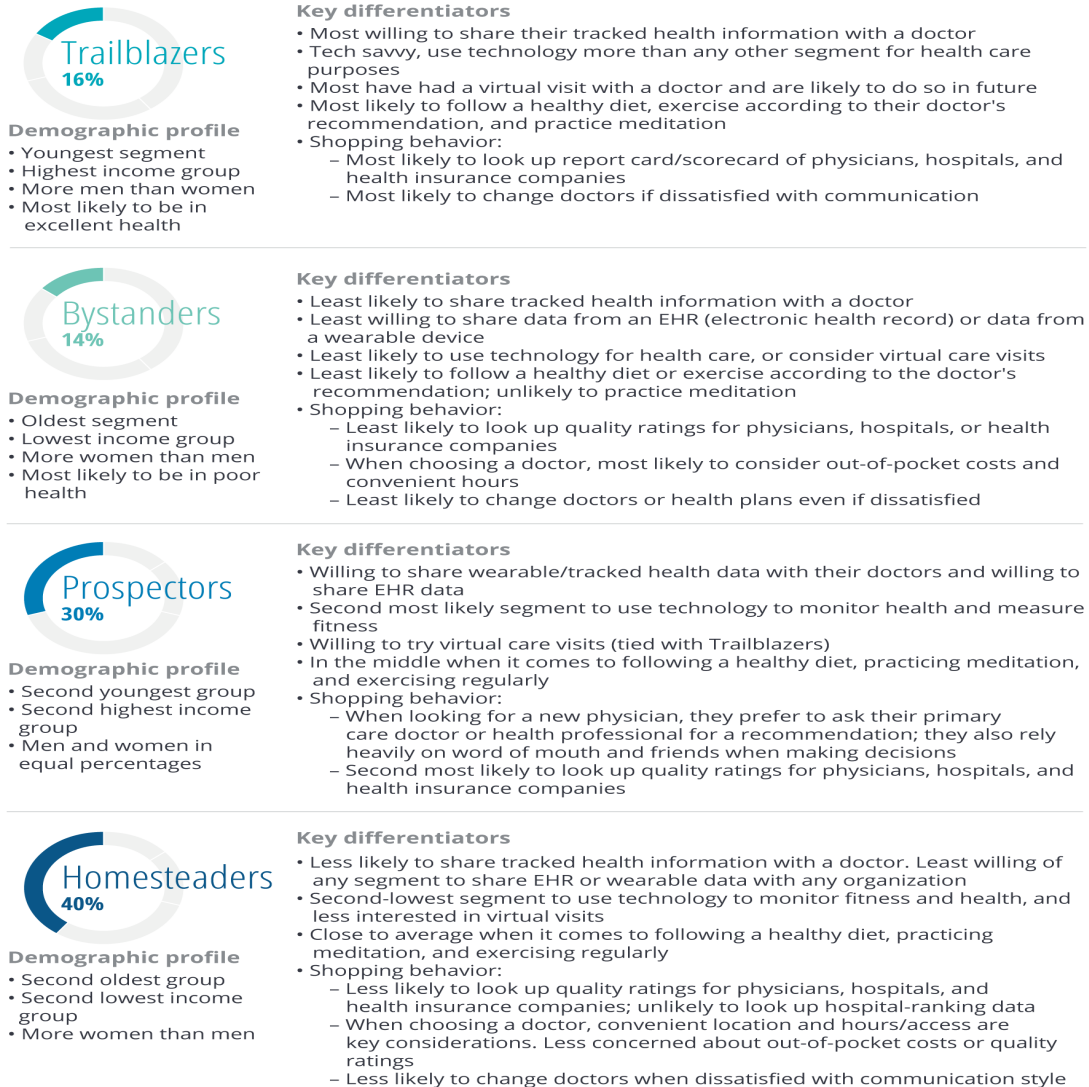 Trailblazers
16%
Demographic profile
• Youngest segment
• Highest income group
• More men than women
• Most likely to be in
excellent health
Key differentiators
• Most willing to share their tracked health information with a doctor
• Tech savvy, use technology more than any other segment for health care
purposes
• Most have had a virtual visit with a doctor and are likely to do so in future
• Most likely to follow a healthy diet, exercise according to their doctor's
recommendation, and practice meditation
• Shopping behavior:
– Most likely to look up report card/scorecard of physicians, hospitals, and
health insurance companies
– Most likely to change doctors if dissatisfied with communication
Bystanders
14%
Demographic profile
• Oldest segment
• Lowest income group
• More women than men
• Most likely to be in poor
health
Key differentiators
• Least likely to share tracked health information with a doctor
• Least willing to share data from an EHR (electronic health record) or data from
a wearable device
• Least likely to use technology for health care, or consider virtual care visits
• Least likely to follow a healthy diet or exercise according to the doctor's
recommendation; unlikely to practice meditation
• Shopping behavior:
– Least likely to look up quality ratings for physicians, hospitals, or health
insurance companies
– When choosing a doctor, most likely to consider out-of-pocket costs and
convenient hours
– Least likely to change doctors or health plans even if dissatisfied
Prospectors
30%
Demographic profile
• Second youngest group
• Second highest income
group
• Men and women in
equal percentages
Key differentiators
• Willing to share wearable/tracked health data with their doctors and willing to
share EHR data
• Second most likely segment to use technology to monitor health and measure
fitness
• Willing to try virtual care visits (tied with Trailblazers)
• In the middle when it comes to following a healthy diet, practicing meditation,
and exercising regularly
• Shopping behavior:
– When looking for a new physician, they prefer to ask their primary
care doctor or health professional for a recommendation; they also rely
heavily on word of mouth and friends when making decisions
– Second most likely to look up quality ratings for physicians, hospitals, and
health insurance companies
Homesteaders
40%
Demographic profile
• Second oldest group
• Second lowest income
group
• More women than men
Key differentiators
• Less likely to share tracked health information with a doctor. Least willing of
any segment to share EHR or wearable data with any organization
• Second-lowest segment to use technology to monitor fitness and health, and
less interested in virtual visits
• Close to average when it comes to following a healthy diet, practicing
meditation, and exercising regularly
• Shopping behavior:
– Less likely to look up quality ratings for physicians, hospitals, and
health insurance companies; unlikely to look up hospital-ranking data
– When choosing a doctor, convenient location and hours/access are
key considerations. Less concerned about out-of-pocket costs or quality
ratings
– Less likely to change doctors when dissatisfied with communication style